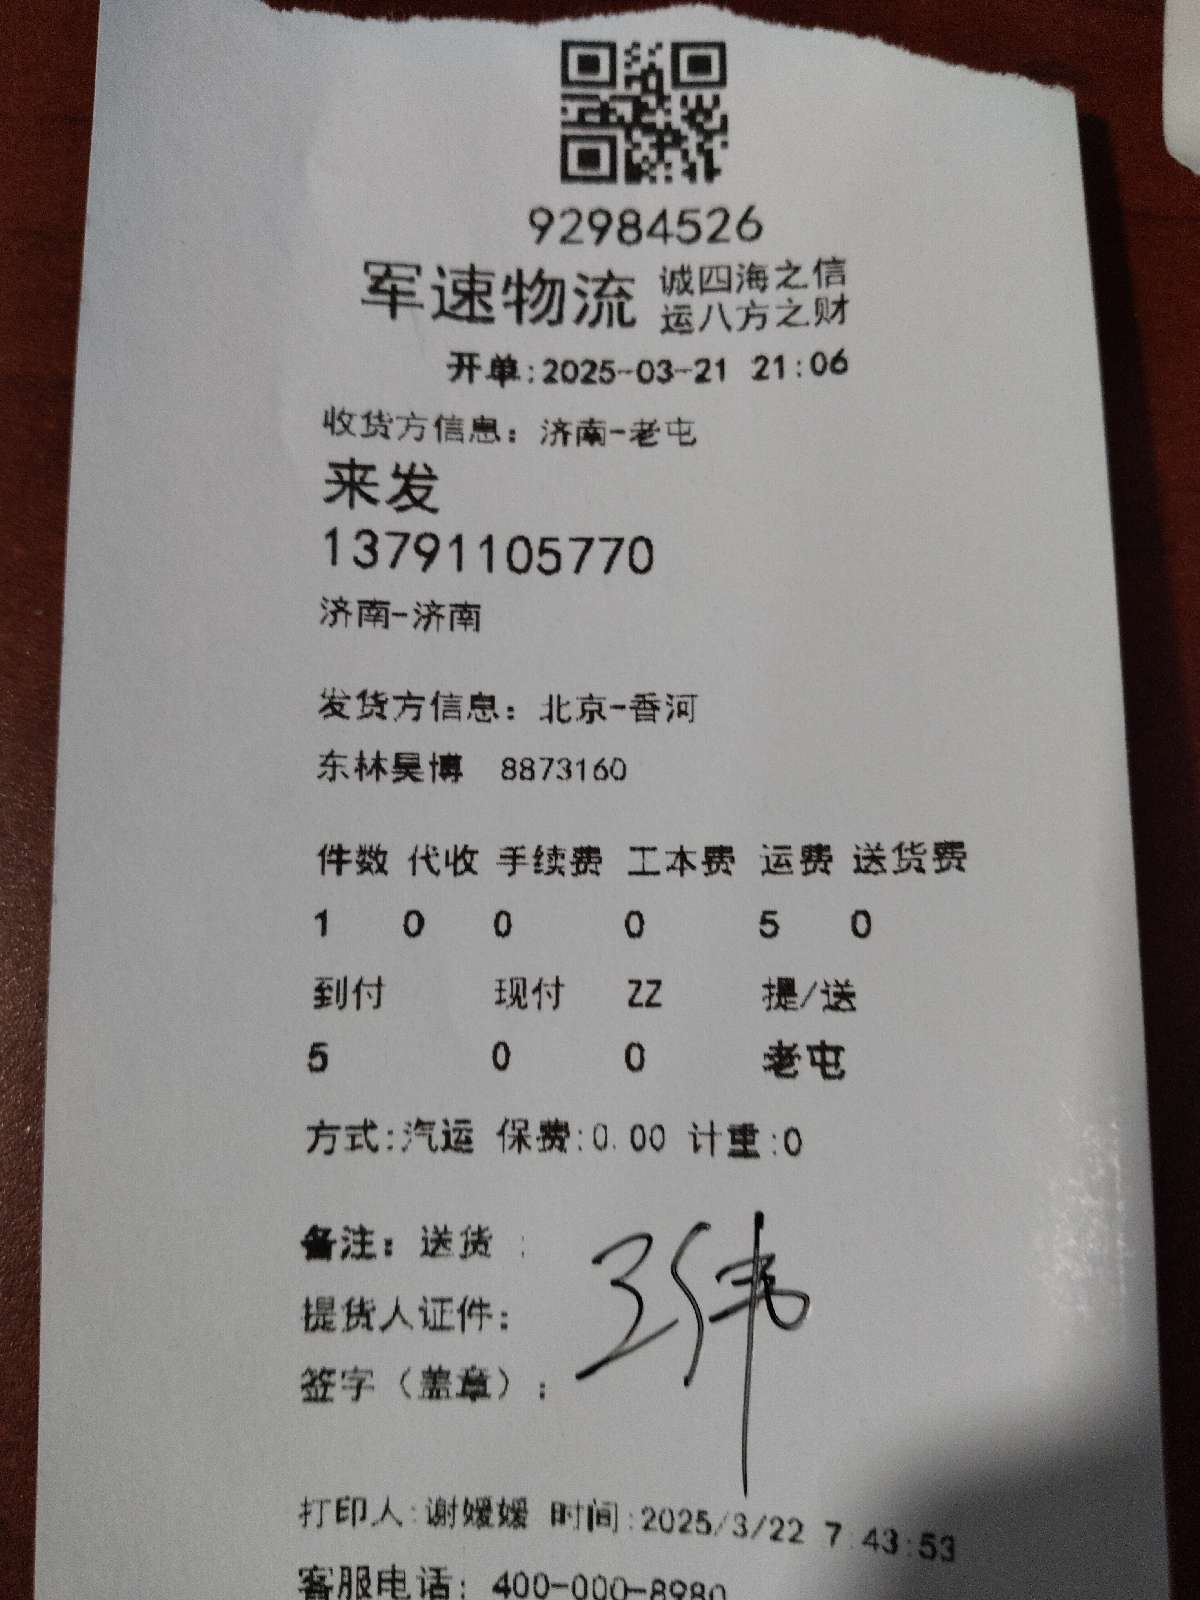 92984526
军速物流 诚四海之信
运八方之财
开单:2025-03-21 21:06
收货方信息：济南-老屯
来发
13791105770
济南-济南
发货方信息：北京-香河
东林昊博 8873160
件数 代收 手续费 工本费 运费 送货费
1 0 0 0 5 0
到付 现付 ZZ 提/送
5 0 0 老屯
方式:汽运 保费:0.00 计重:0
备注：送货 :
提货人证件：
签字（盖章）：
王伟
打印人:谢媛媛 时间:2025/3/22 7:43:53
客服电话：400-000-8980